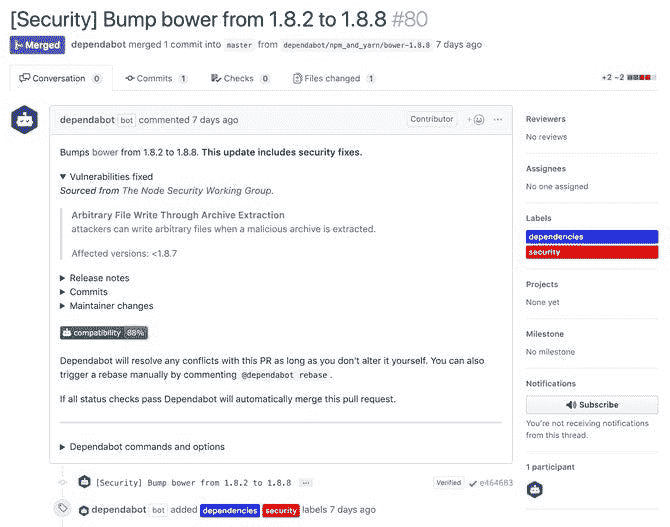 [Security] Bump bower from 1.8.2 to 1.8.8 #80
Merged dependabot merged 1 commit into master from dependabot/npm_and_yarn/bower-1.8.8 7 days ago
Conversation 0 Commits 1 Checks 0 Files changed 1 +2 −2
dependabot bot commented 7 days ago Contributor
Bumps bower from 1.8.2 to 1.8.8. This update includes security fixes.
▼ Vulnerabilities fixed
Sourced from The Node Security Working Group.
Arbitrary File Write Through Archive Extraction
attackers can write arbitrary files when a malicious archive is extracted.
Affected versions: <1.8.7
▶ Release notes
▶ Commits
▶ Maintainer changes
compatibility 88%
Dependabot will resolve any conflicts with this PR as long as you don't alter it yourself. You can also
trigger a rebase manually by commenting @dependabot rebase.
If all status checks pass Dependabot will automatically merge this pull request.
▶ Dependabot commands and options
[Security] Bump bower from 1.8.2 to 1.8.8 ... Verified ✓ e464683
dependabot bot added dependencies security labels 7 days ago
Reviewers
No reviews
Assignees
No one assigned
Labels
dependencies
security
Projects
None yet
Milestone
No milestone
Notifications
Subscribe
You're not receiving notifications
from this thread.
1 participant